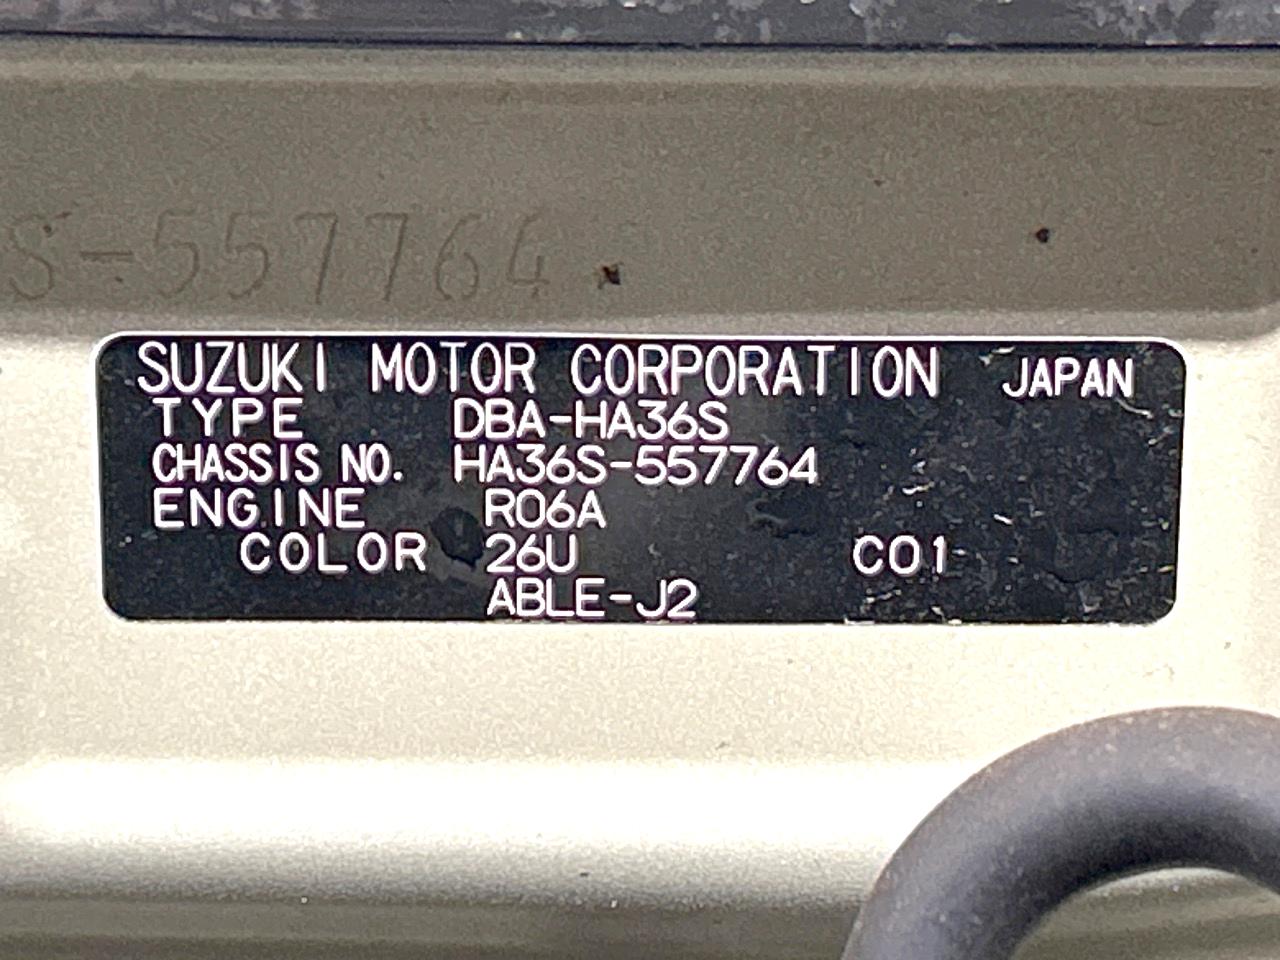 S-557764
SUZUKI MOTOR CORPORATION JAPAN
TYPE DBA-HA36S
CHASSIS NO. HA36S-557764
ENGINE R06A
COLOR 26U C01
ABLE-J2